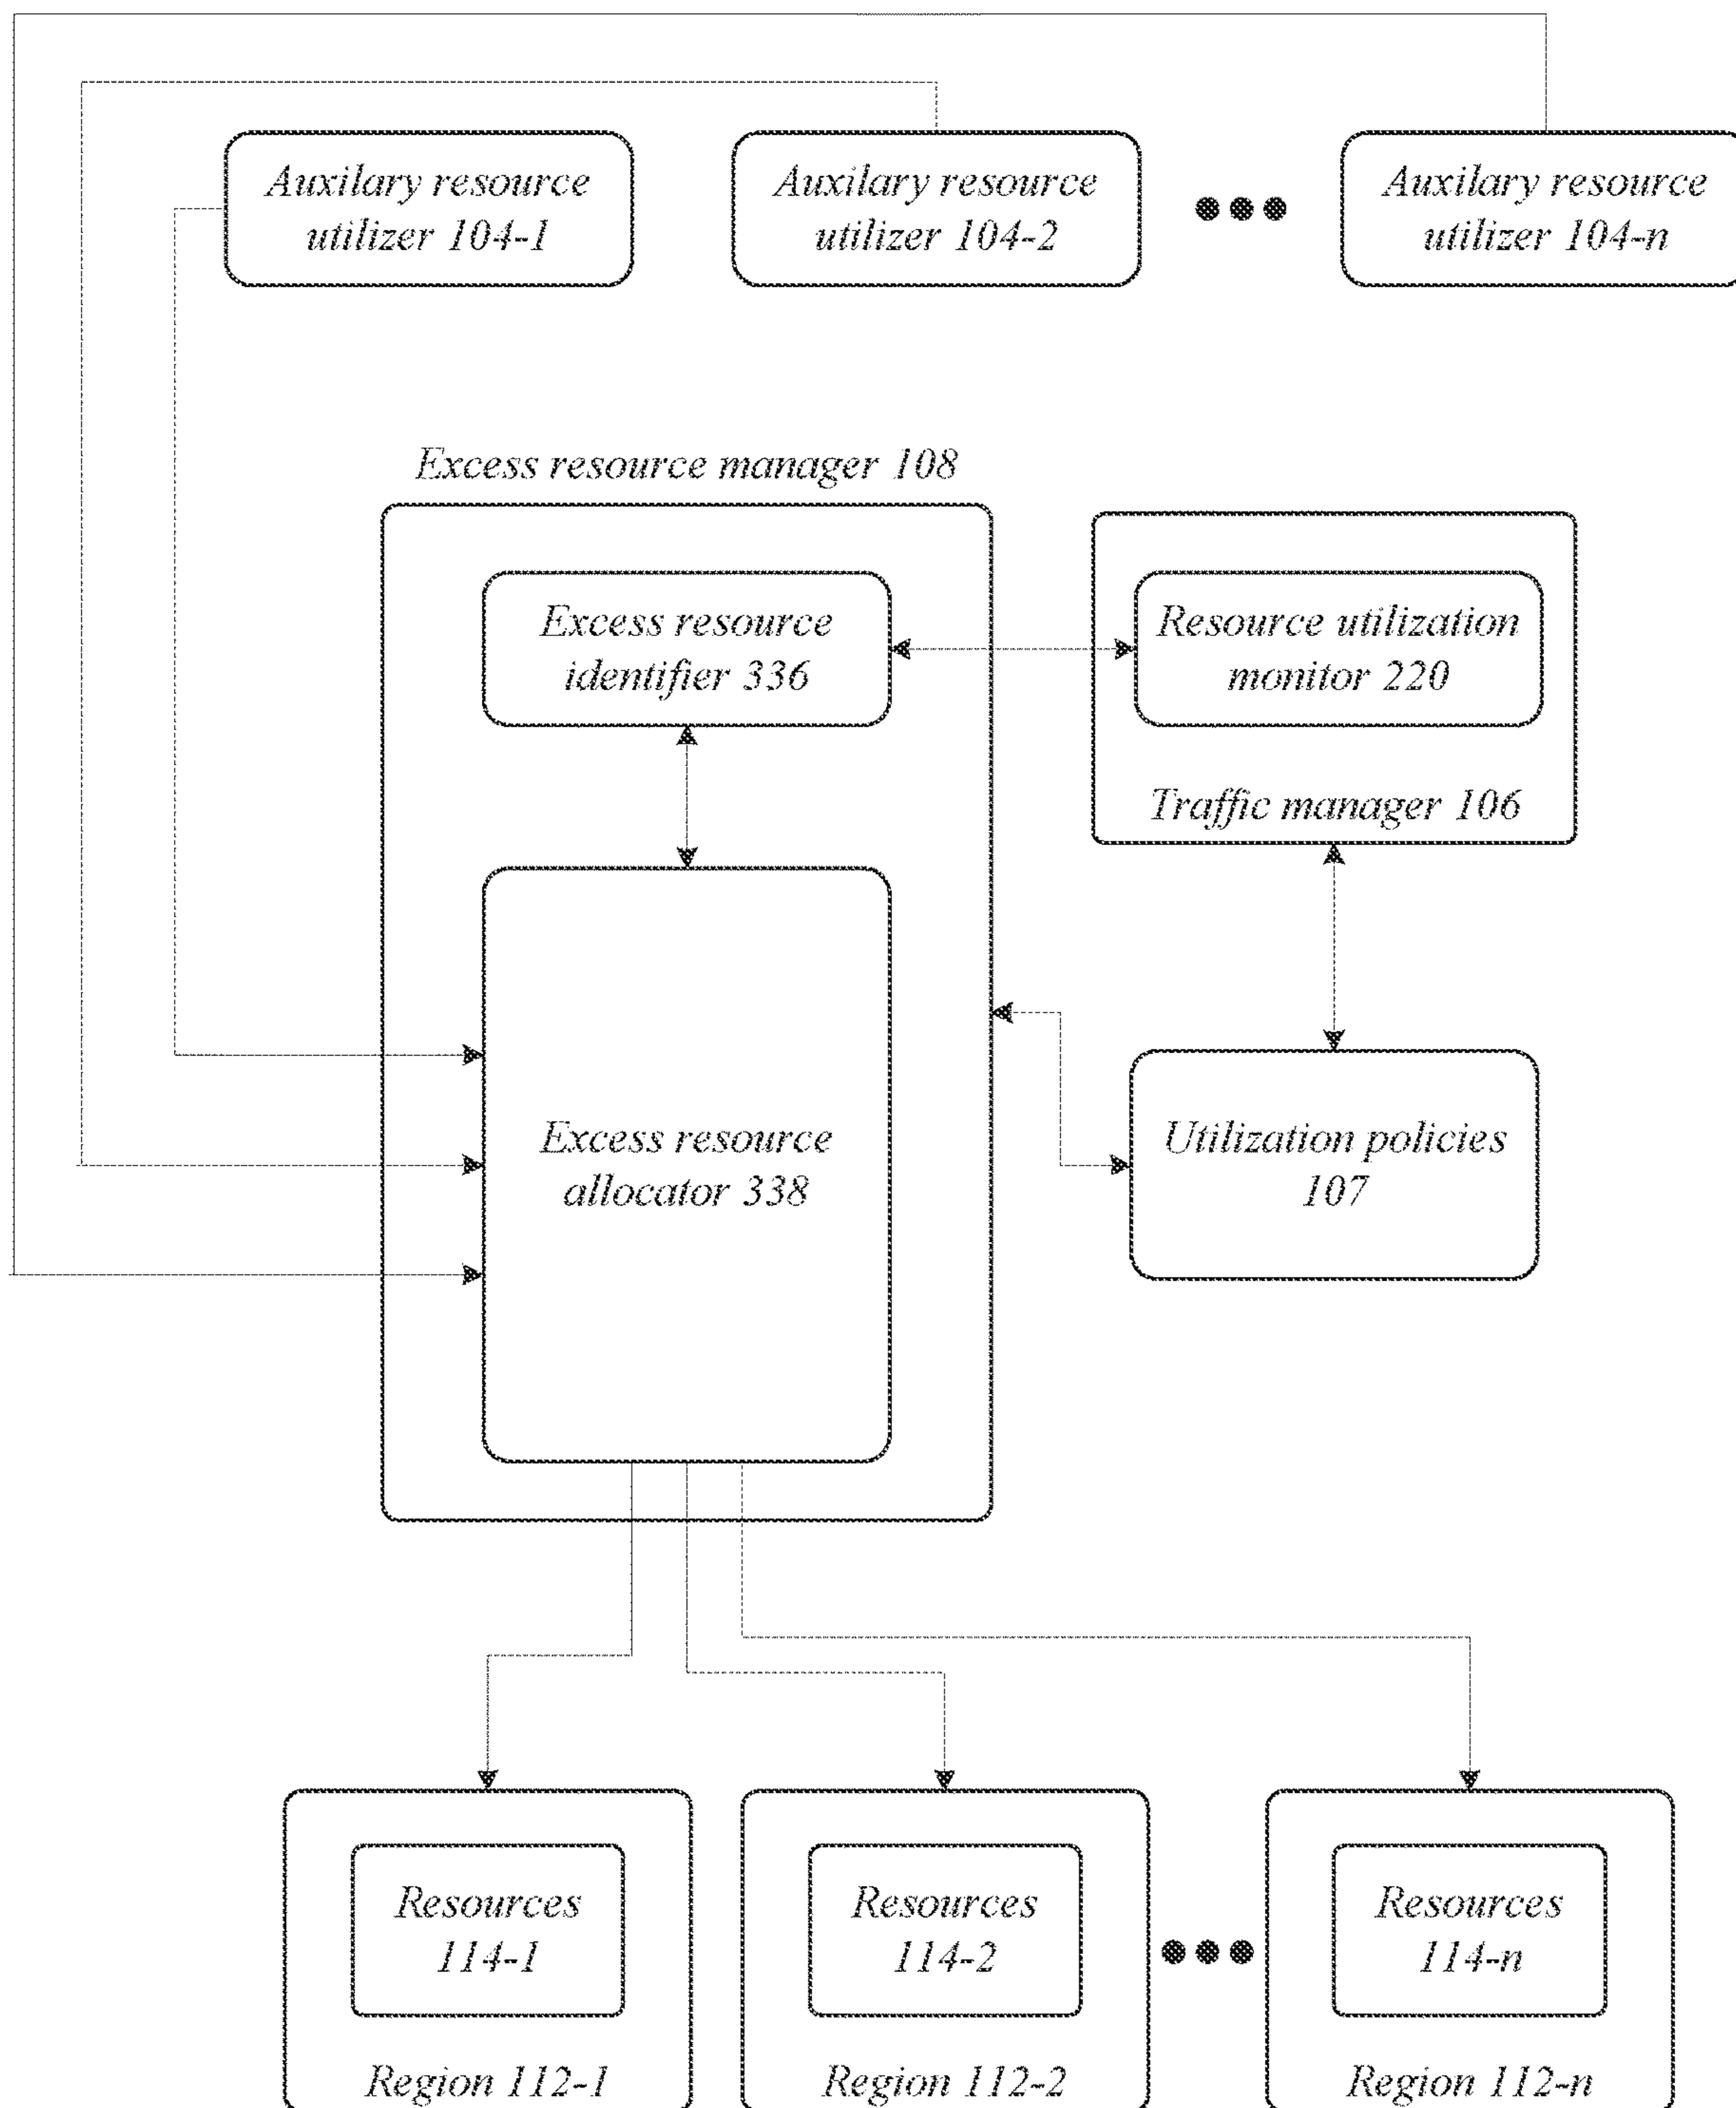 Auxilary resource
utilizer 104-1
Auxilary resource
utilizer 104-2
Auxilary resource
utilizer 104-n
Excess resource manager 108
Excess resource
identifier 336
Resource utilization
monitor 220
Traffic manager 106
Excess resource
allocator 338
Utilization policies
107
Resources
114-1
Region 112-1
Resources
114-2
Region 112-2
Resources
114-n
Region 112-n